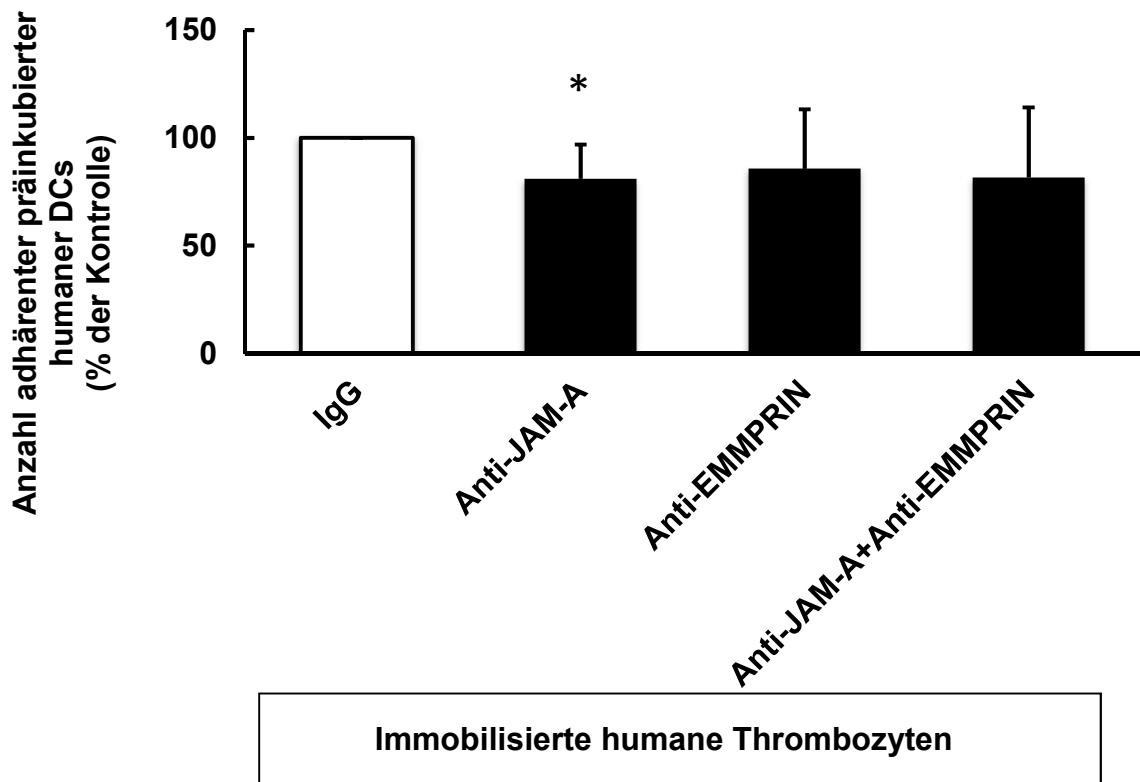 Anzahl adhärenter präinkubierter
humaner DCs
(% der Kontrolle)
150
100
50
0
*
IgG
Anti-JAM-A
Anti-EMMPRIN
Anti-JAM-A+Anti-EMMPRIN
Immobilisierte humane Thrombozyten